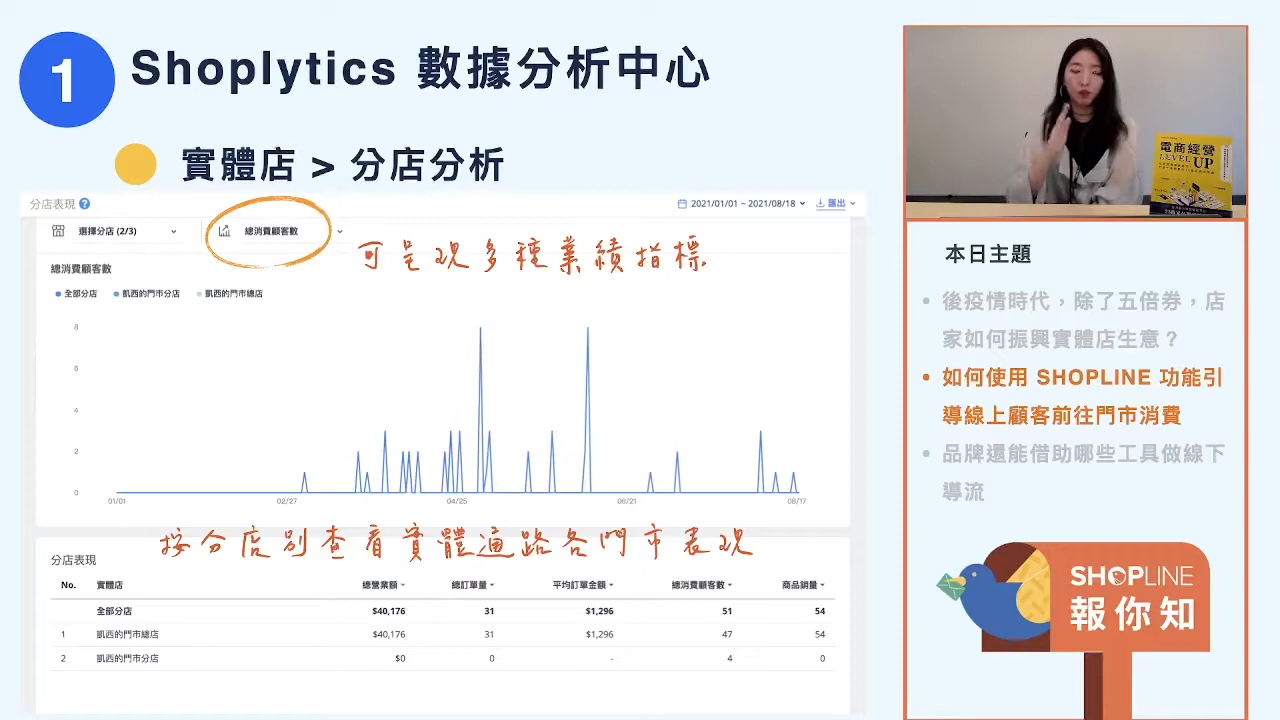 1
Shoplytics 數據分析中心
實體店 > 分店分析
分店表現 ?
2021/01/01 ~ 2021/08/18
匯出
選擇分店 (2/3)
總消費顧客數
可呈現多種業績指標
總消費顧客數
全部分店 凱西的門市分店 凱西的門市總店
8
6
4
2
0
01/01 02/27 04/25 06/21 08/17
按分店別查看實體通路各門市表現
分店表現
No. 實體店 總營業額 總訂單量 平均訂單金額 總消費顧客數 商品銷量
全部分店 $40,176 31 $1,296 51 54
1 凱西的門市總店 $40,176 31 $1,296 47 54
2 凱西的門市分店 $0 0 - 4 0
電商經營
LEVEL UP
本日主題
• 後疫情時代，除了五倍券，店
家如何振興實體店生意？
• 如何使用 SHOPLINE 功能引
導線上顧客前往門市消費
• 品牌還能借助哪些工具做線下
導流
SHOPLINE
報你知